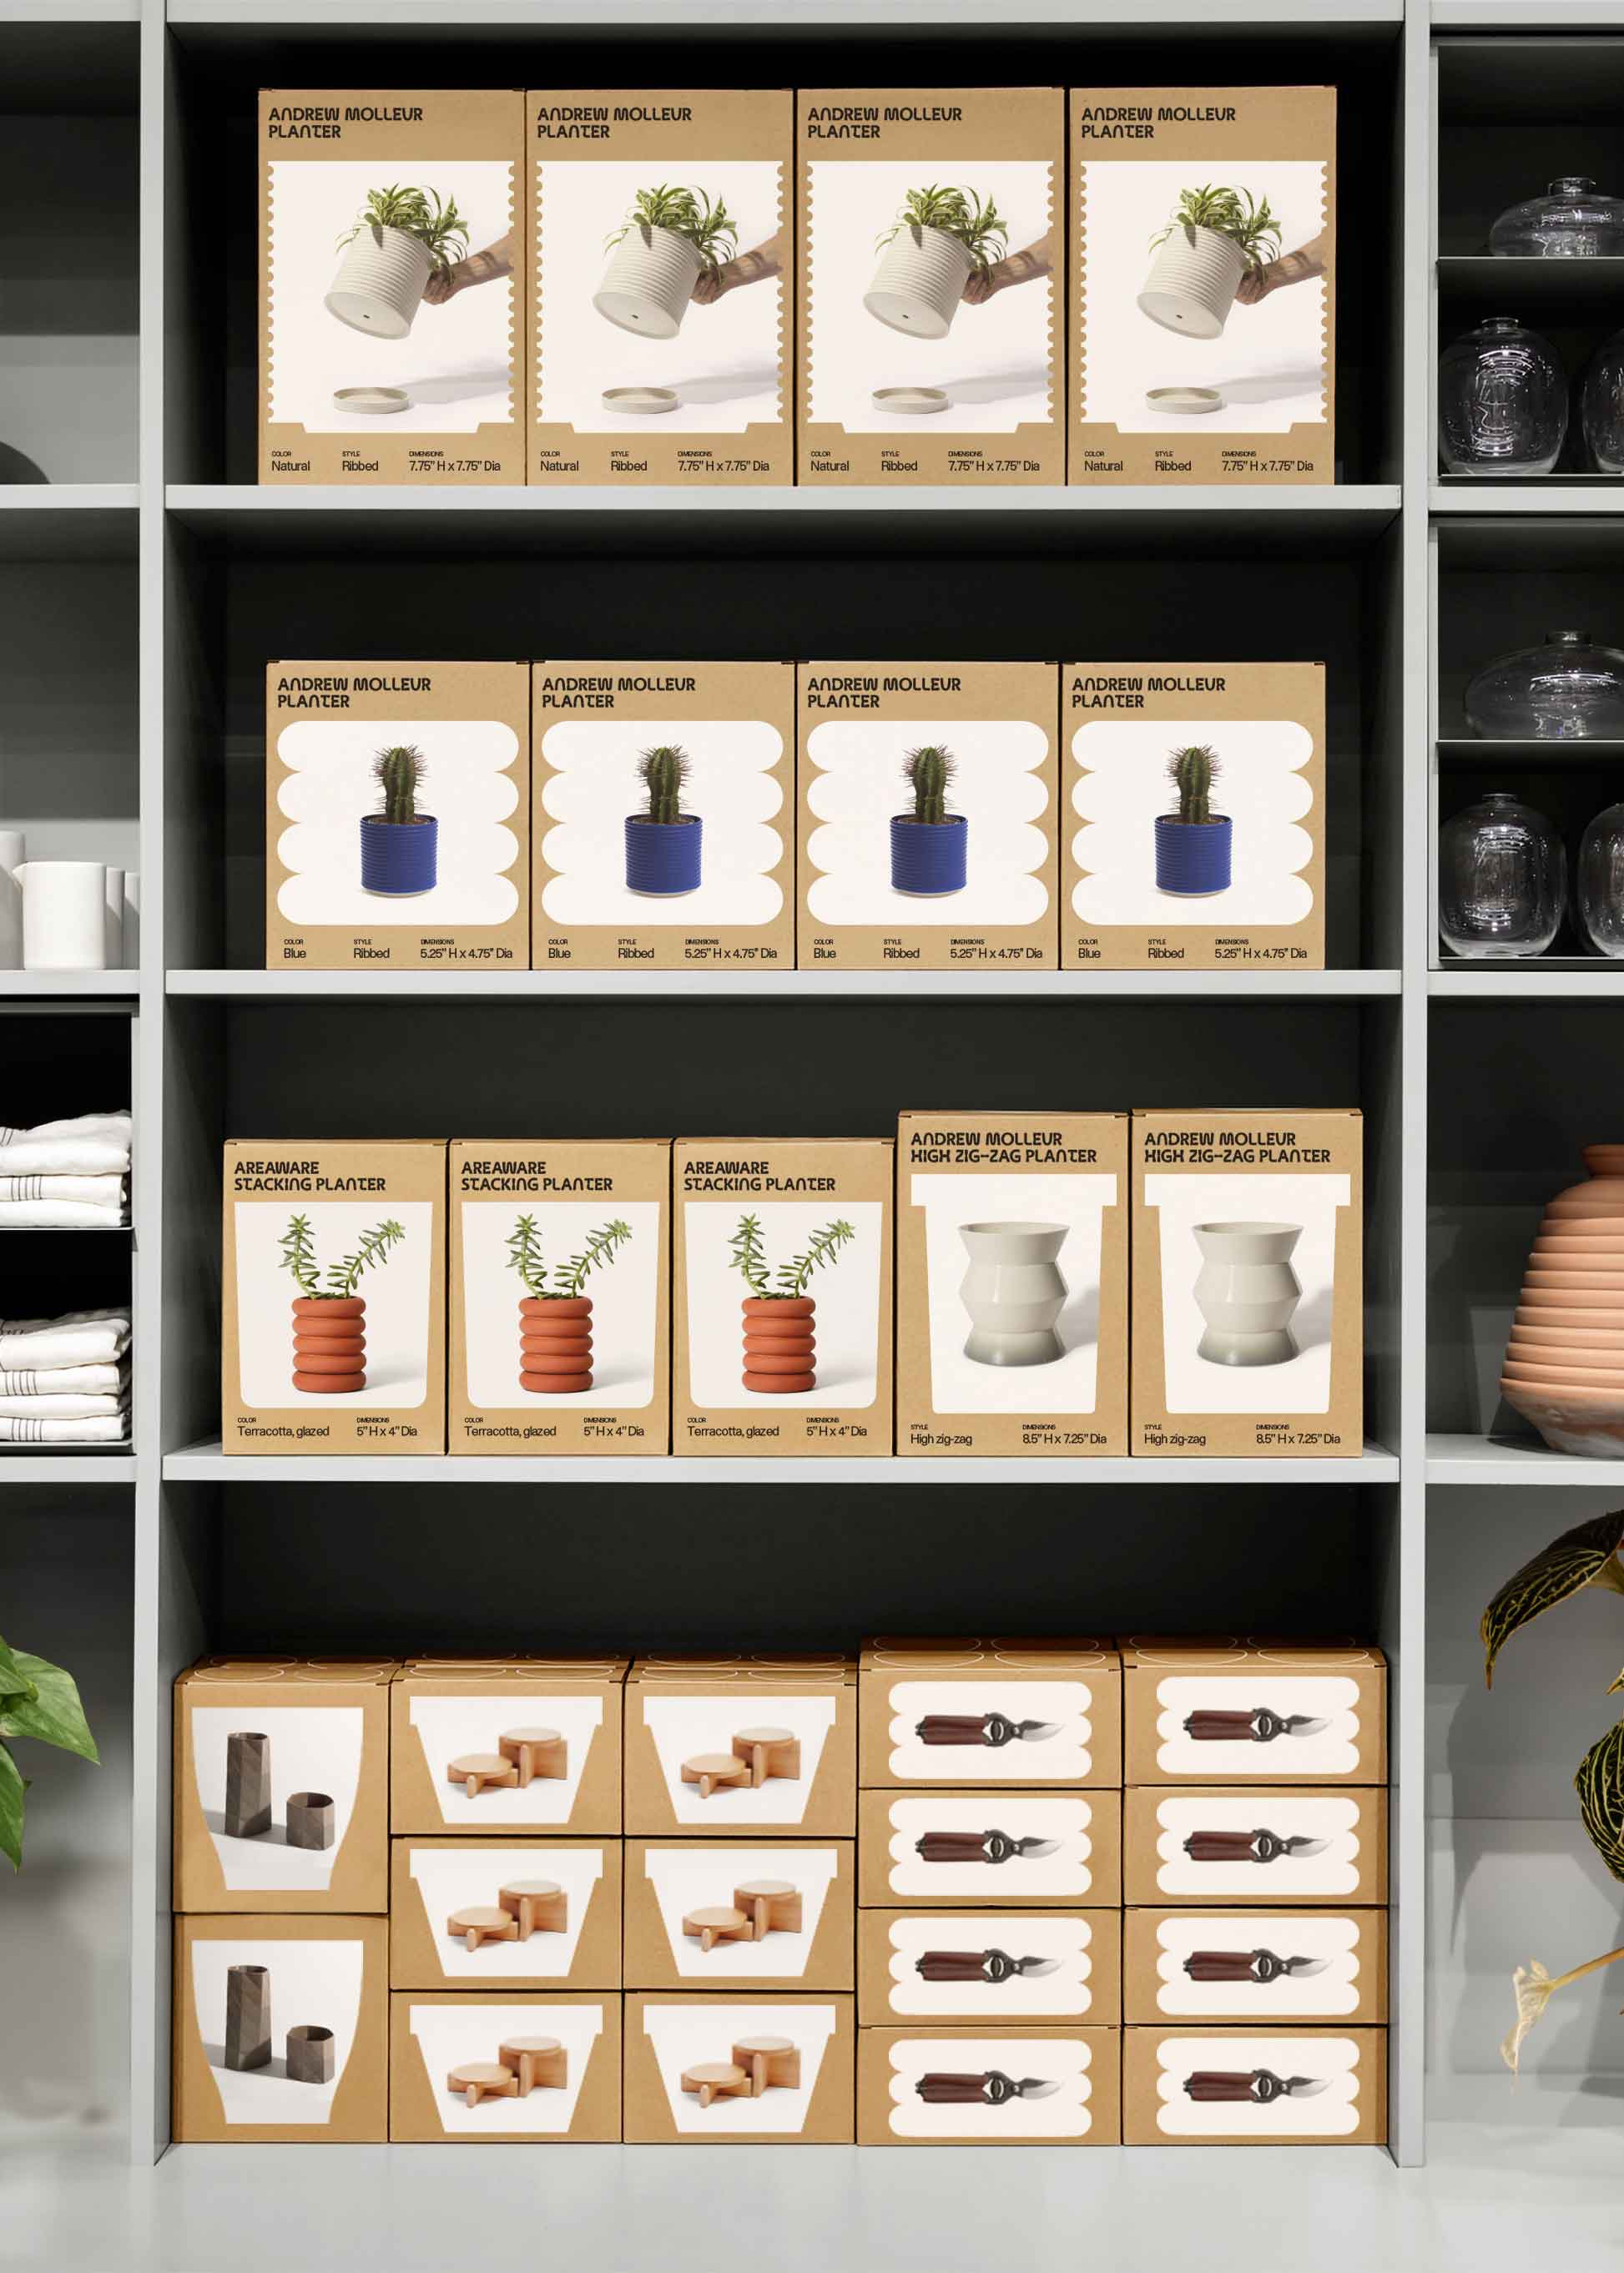 ANDREW MOLLEUR
PLANTER
COLOR
Natural
STYLE
Ribbed
DIMENSIONS
7.75" H x 7.75" Dia
ANDREW MOLLEUR
PLANTER
COLOR
Natural
STYLE
Ribbed
DIMENSIONS
7.75" H x 7.75" Dia
ANDREW MOLLEUR
PLANTER
COLOR
Natural
STYLE
Ribbed
DIMENSIONS
7.75" H x 7.75" Dia
ANDREW MOLLEUR
PLANTER
COLOR
Natural
STYLE
Ribbed
DIMENSIONS
7.75" H x 7.75" Dia
ANDREW MOLLEUR
PLANTER
COLOR
Blue
STYLE
Ribbed
DIMENSIONS
5.25" H x 4.75" Dia
ANDREW MOLLEUR
PLANTER
COLOR
Blue
STYLE
Ribbed
DIMENSIONS
5.25" H x 4.75" Dia
ANDREW MOLLEUR
PLANTER
COLOR
Blue
STYLE
Ribbed
DIMENSIONS
5.25" H x 4.75" Dia
ANDREW MOLLEUR
PLANTER
COLOR
Blue
STYLE
Ribbed
DIMENSIONS
5.25" H x 4.75" Dia
AREAWARE
STACKING PLANTER
COLOR
Terracotta, glazed
DIMENSIONS
5" H x 4" Dia
AREAWARE
STACKING PLANTER
COLOR
Terracotta, glazed
DIMENSIONS
5" H x 4" Dia
AREAWARE
STACKING PLANTER
COLOR
Terracotta, glazed
DIMENSIONS
5" H x 4" Dia
ANDREW MOLLEUR
HIGH ZIG-ZAG PLANTER
STYLE
High zig-zag
DIMENSIONS
8.5" H x 7.25" Dia
ANDREW MOLLEUR
HIGH ZIG-ZAG PLANTER
STYLE
High zig-zag
DIMENSIONS
8.5" H x 7.25" Dia